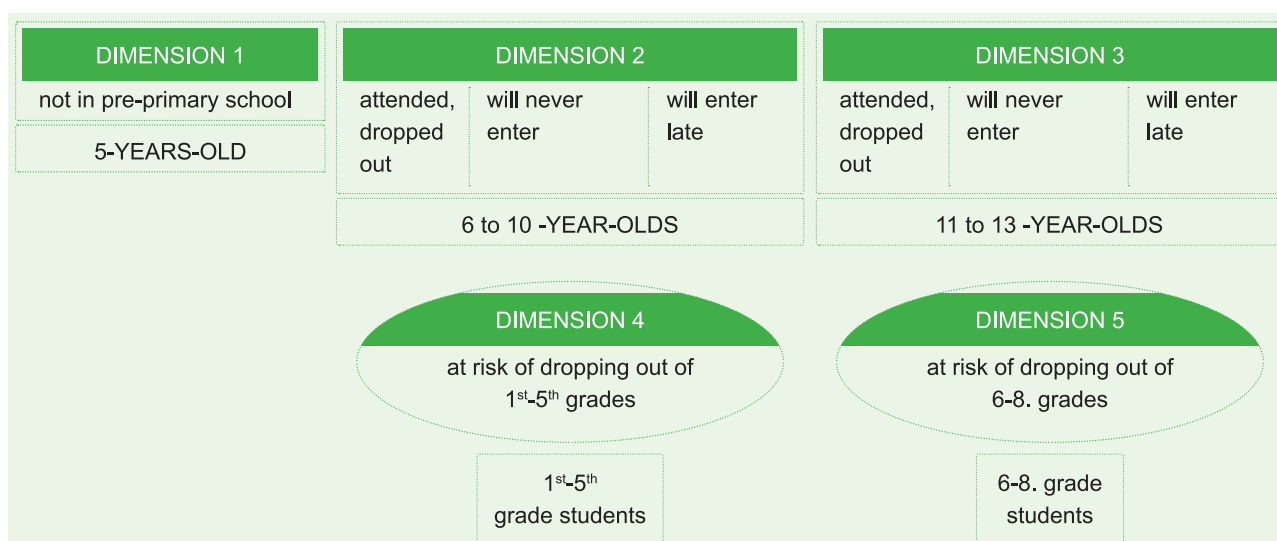 DIMENSION 1
not in pre-primary school
5-YEARS-OLD
DIMENSION 2
attended,
dropped
out
will never
enter
will enter
late
6 to 10 -YEAR-OLDS
DIMENSION 3
attended,
dropped
out
will never
enter
will enter
late
11 to 13 -YEAR-OLDS
DIMENSION 4
at risk of dropping out of
1st-5th grades
1st-5th
grade students
DIMENSION 5
at risk of dropping out of
6-8. grades
6-8. grade
students